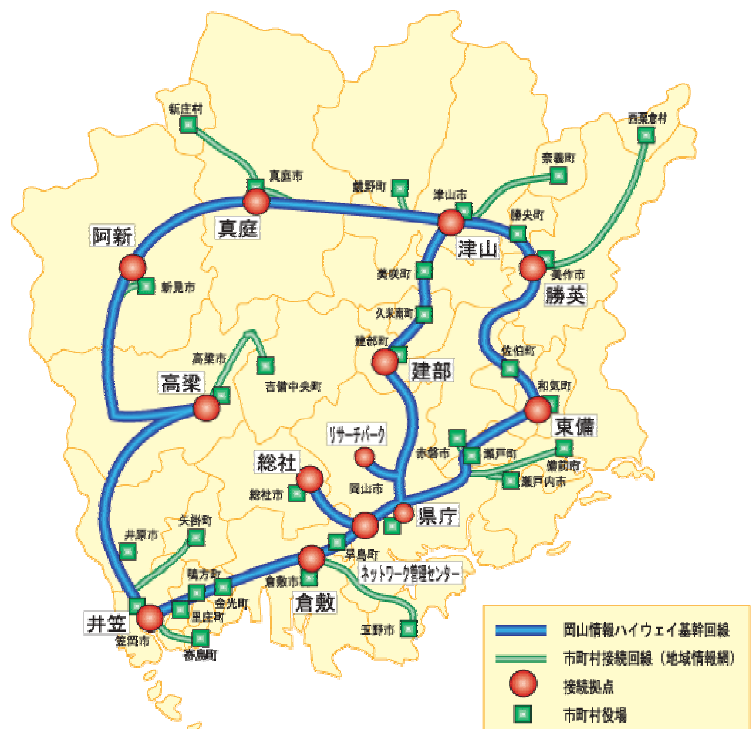 新庄村
西粟倉村
奈義町
真庭市
鏡野町
津山市
勝央町
真庭
津山
阿新
美咲町
美作市
勝英
新見市
久米南町
建部町
建部
佐伯町
高梁市
吉備中央町
高梁
和気町
東備
リサーチパーク
赤磐市
瀬戸町
備前町
瀬戸内市
総社
総社市
岡山市
県庁
井原市
矢掛町
早島町
ネットワーク管理センター
鴨方町
倉敷市
倉敷
金光町
里庄町
井笠
笠岡市
寄島町
玉野市
岡山情報ハイウェイ基幹回線
市町村接続回線（地域情報網）
接続拠点
市町村役場